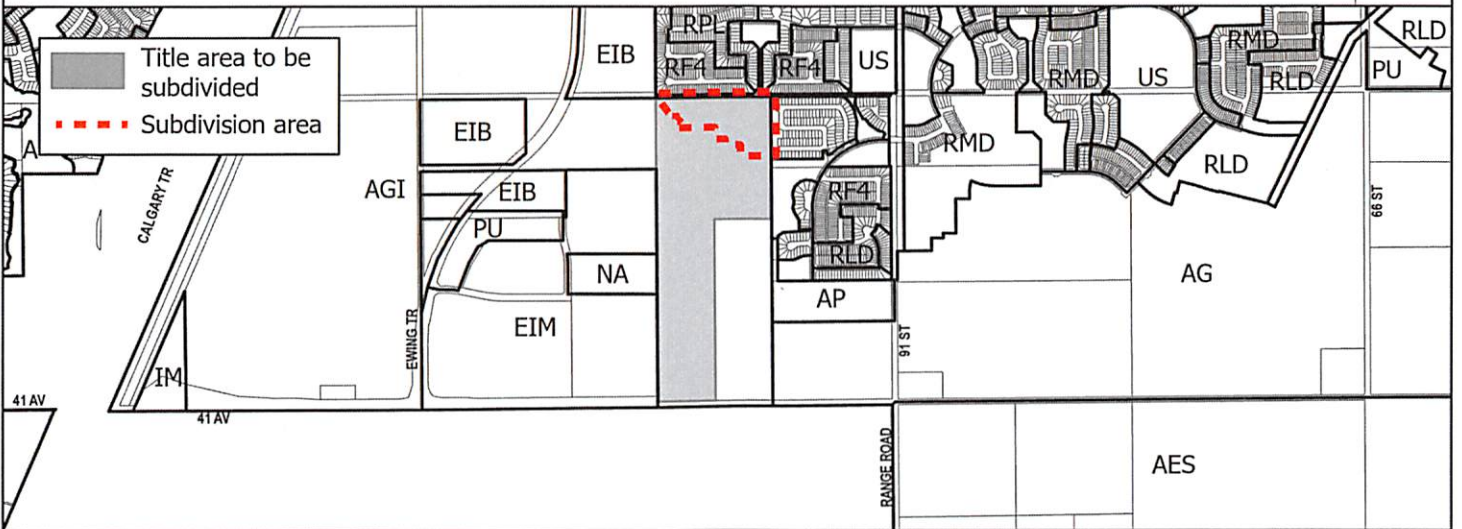 Title area to be
subdivided
Subdivision area
A
CALGARY TR
AGI
EIB
EIB
EIB
PU
NA
EIM
EWING TR
IM
41 AV
41 AV
RPL
RF4
RF4
US
RMD
RMD
US
RMD
RLD
RLD
RLD
PU
66 ST
RF4
RLD
AP
91 ST
AG
RANGE ROAD
AES